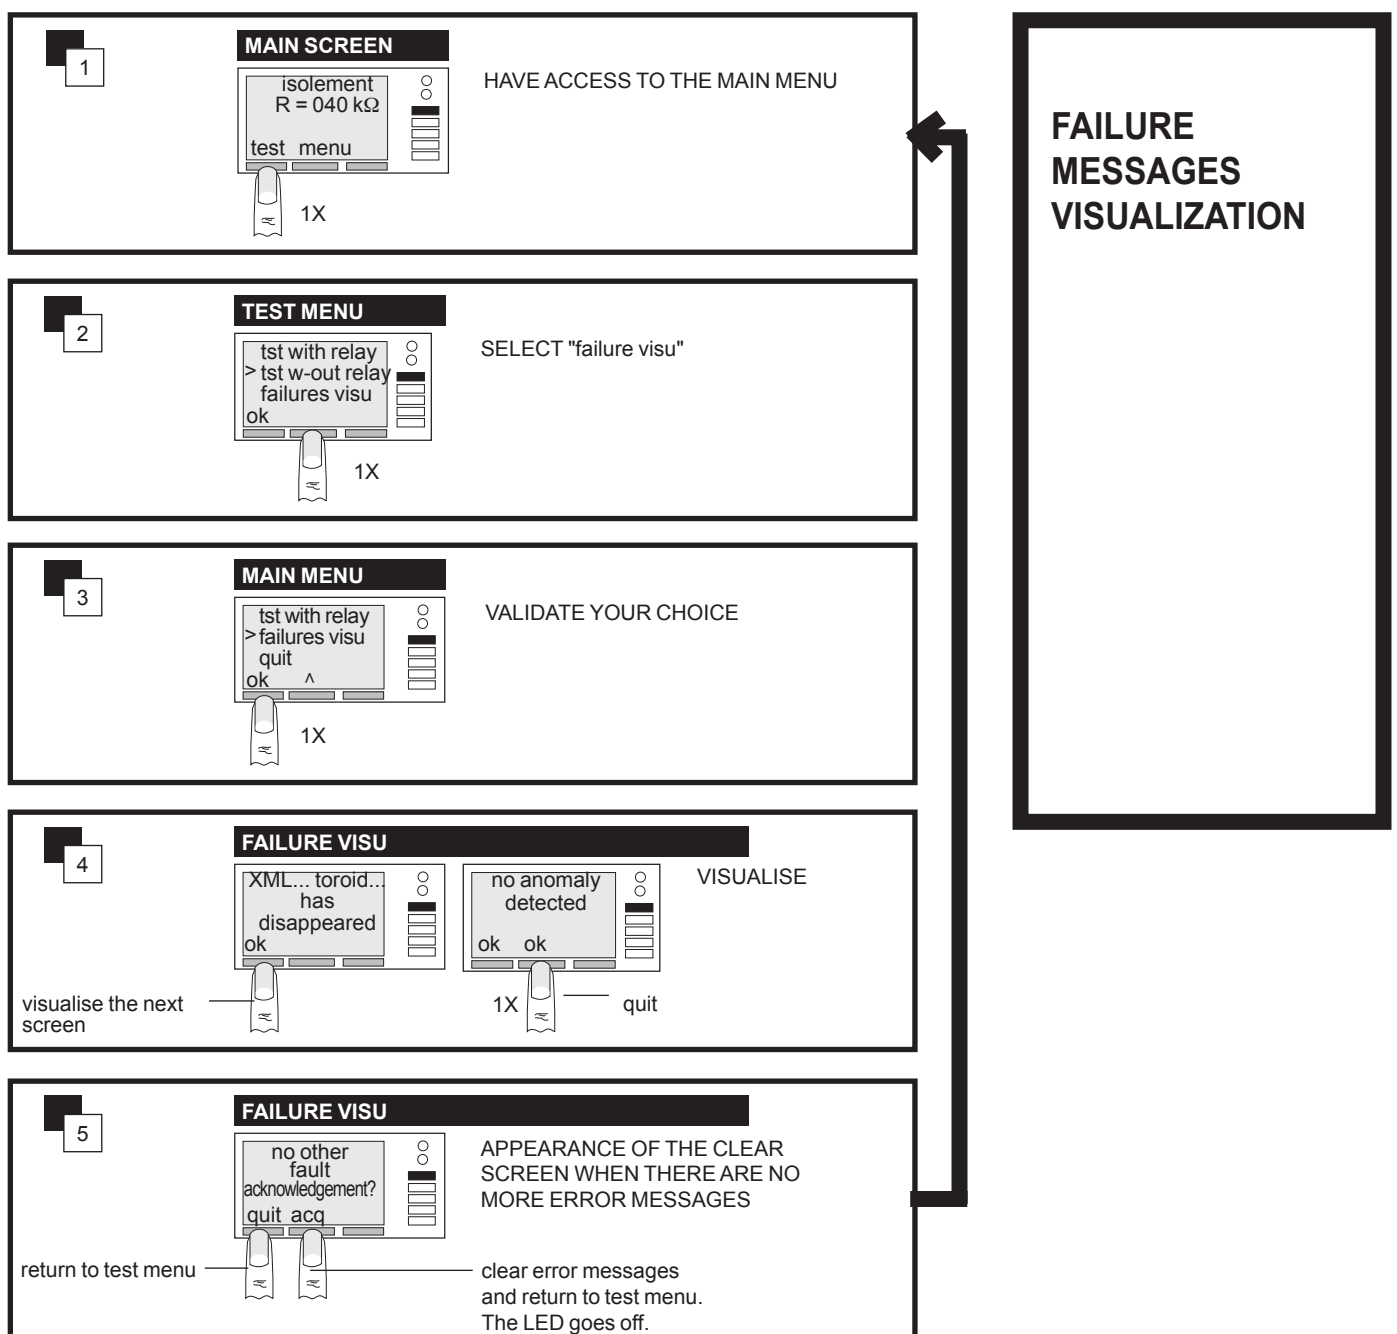 1
MAIN SCREEN
isolement
R = 040 kΩ
test menu
1X
HAVE ACCESS TO THE MAIN MENU
FAILURE
MESSAGES
VISUALIZATION
2
TEST MENU
tst with relay
> tst w-out relay
failures visu
ok
1X
SELECT "failure visu"
3
MAIN MENU
tst with relay
> failures visu
quit
ok ^
1X
VALIDATE YOUR CHOICE
4
FAILURE VISU
XML... toroid...
has
disappeared
ok
visualise the next
screen
no anomaly
detected
ok ok
1X
quit
VISUALISE
5
FAILURE VISU
no other
fault
acknowledgement?
quit acq
return to test menu
APPEARANCE OF THE CLEAR
SCREEN WHEN THERE ARE NO
MORE ERROR MESSAGES
clear error messages
and return to test menu.
The LED goes off.